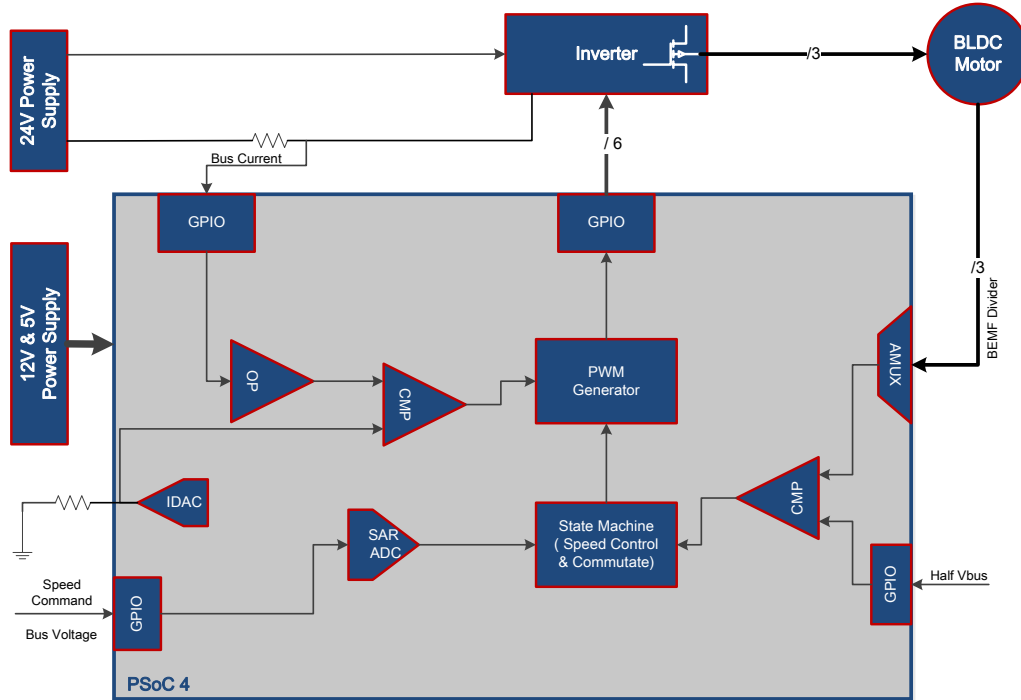 24V Power
Supply
Inverter
/3
BLDC
Motor
Bus Current
/ 6
GPIO
GPIO
/3
BEMF Divider
12V & 5V
Power Supply
OP
CMP
PWM
Generator
AMUX
IDAC
SAR
ADC
State Machine
( Speed Control
& Commutate)
CMP
Speed
Command
Bus Voltage
GPIO
GPIO
Half Vbus
PSoC 4